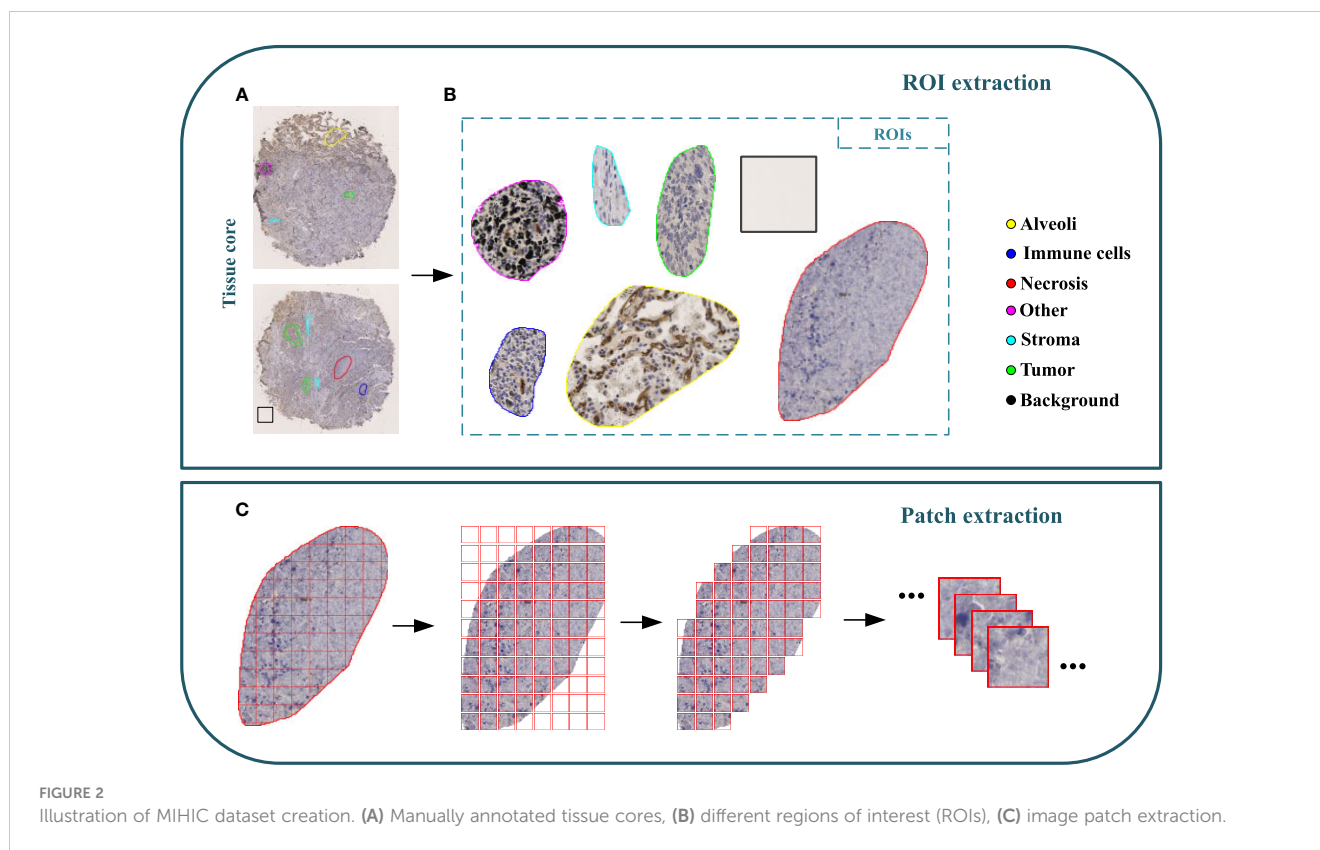 ROI extraction
A
B
Tissue core
ROIs
Alveoli
Immune cells
Necrosis
Other
Stroma
Tumor
Background
C
Patch extraction
•••
•••
FIGURE 2
Illustration of MIHIC dataset creation. (A) Manually annotated tissue cores, (B) different regions of interest (ROIs), (C) image patch extraction.